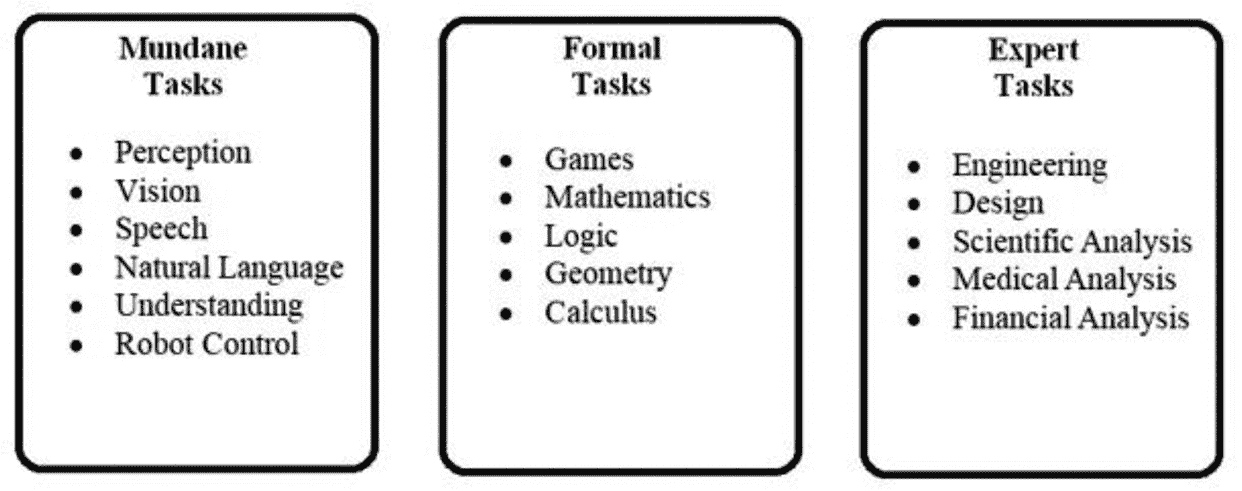 Mundane
Tasks
• Perception
• Vision
• Speech
• Natural Language
• Understanding
• Robot Control
Formal
Tasks
• Games
• Mathematics
• Logic
• Geometry
• Calculus
Expert
Tasks
• Engineering
• Design
• Scientific Analysis
• Medical Analysis
• Financial Analysis